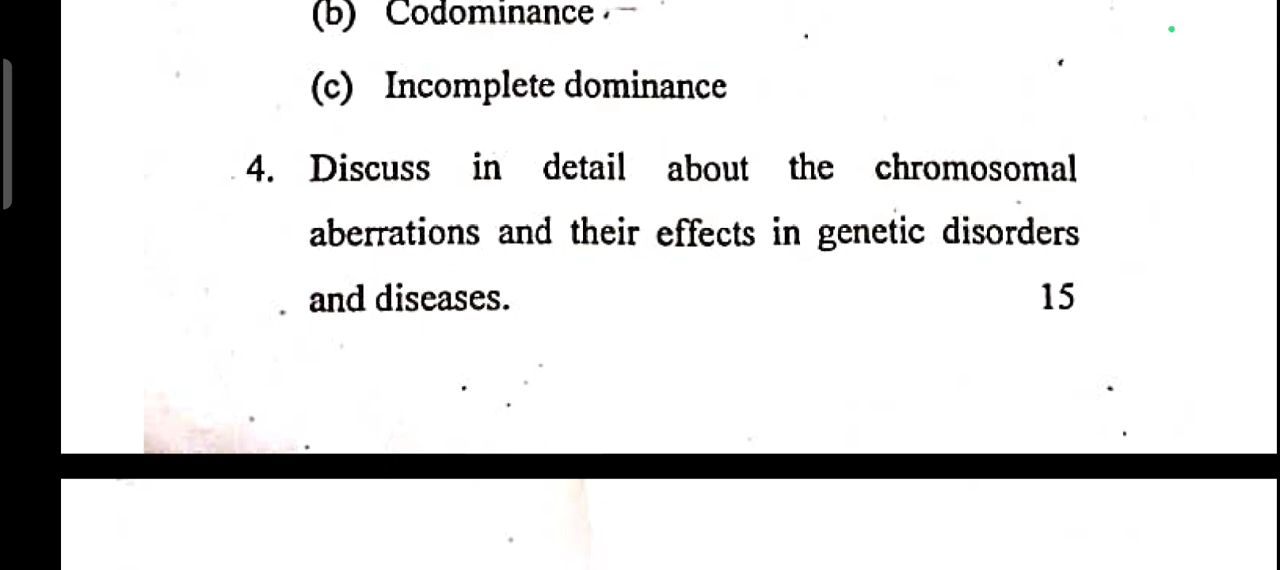 (b) Codominance
(c) Incomplete dominance
4. Discuss in detail about the chromosomal
aberrations and their effects in genetic disorders
and diseases. 15